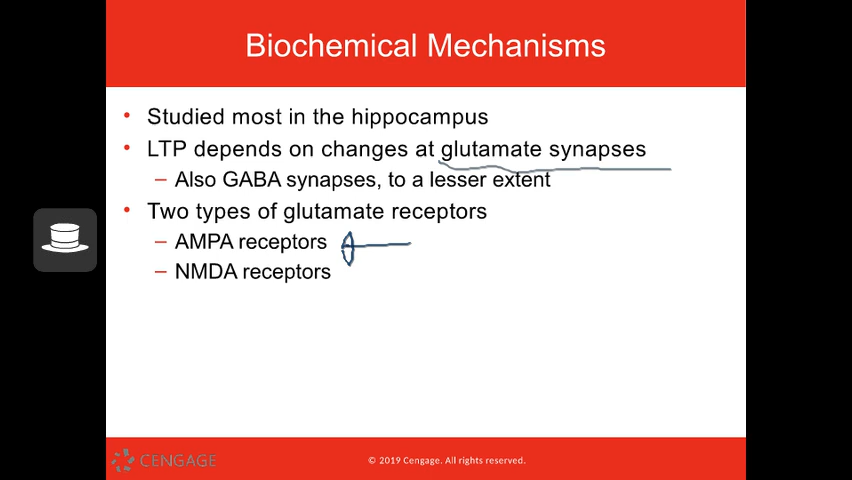 Biochemical Mechanisms
• Studied most in the hippocampus
• LTP depends on changes at glutamate synapses
– Also GABA synapses, to a lesser extent
• Two types of glutamate receptors
– AMPA receptors
– NMDA receptors
CENGAGE
© 2019 Cengage. All rights reserved.